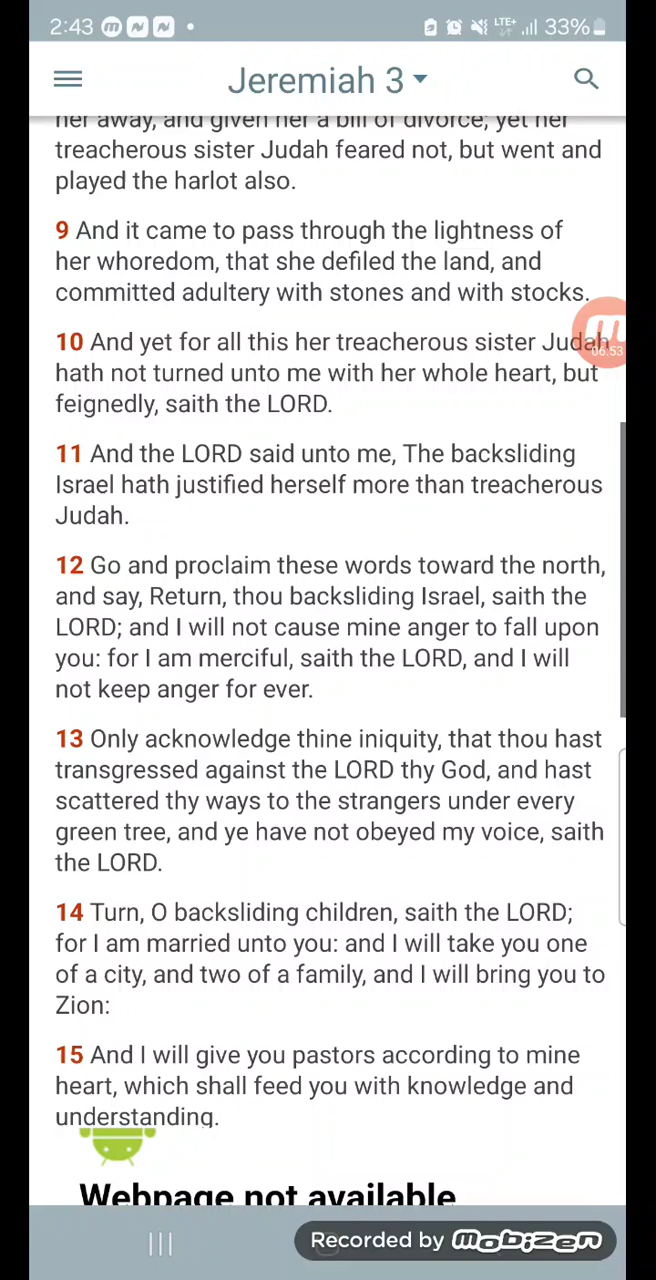 2:43 LTE+ 33%
Jeremiah 3
her away, and given her a bill of divorce; yet her
treacherous sister Judah feared not, but went and
played the harlot also.
9 And it came to pass through the lightness of
her whoredom, that she defiled the land, and
committed adultery with stones and with stocks.
10 And yet for all this her treacherous sister Judah
06:53
hath not turned unto me with her whole heart, but
feignedly, saith the LORD.
11 And the LORD said unto me, The backsliding
Israel hath justified herself more than treacherous
Judah.
12 Go and proclaim these words toward the north,
and say, Return, thou backsliding Israel, saith the
LORD; and I will not cause mine anger to fall upon
you: for I am merciful, saith the LORD, and I will
not keep anger for ever.
13 Only acknowledge thine iniquity, that thou hast
transgressed against the LORD thy God, and hast
scattered thy ways to the strangers under every
green tree, and ye have not obeyed my voice, saith
the LORD.
14 Turn, O backsliding children, saith the LORD;
for I am married unto you: and I will take you one
of a city, and two of a family, and I will bring you to
Zion:
15 And I will give you pastors according to mine
heart, which shall feed you with knowledge and
understanding.
Webpage not available
Recorded by mobizen